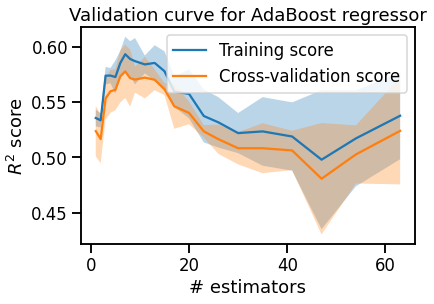 Validation curve for AdaBoost regressor
Training score
Cross-validation score
R² score
0.60
0.55
0.50
0.45
0
20
40
60
# estimators